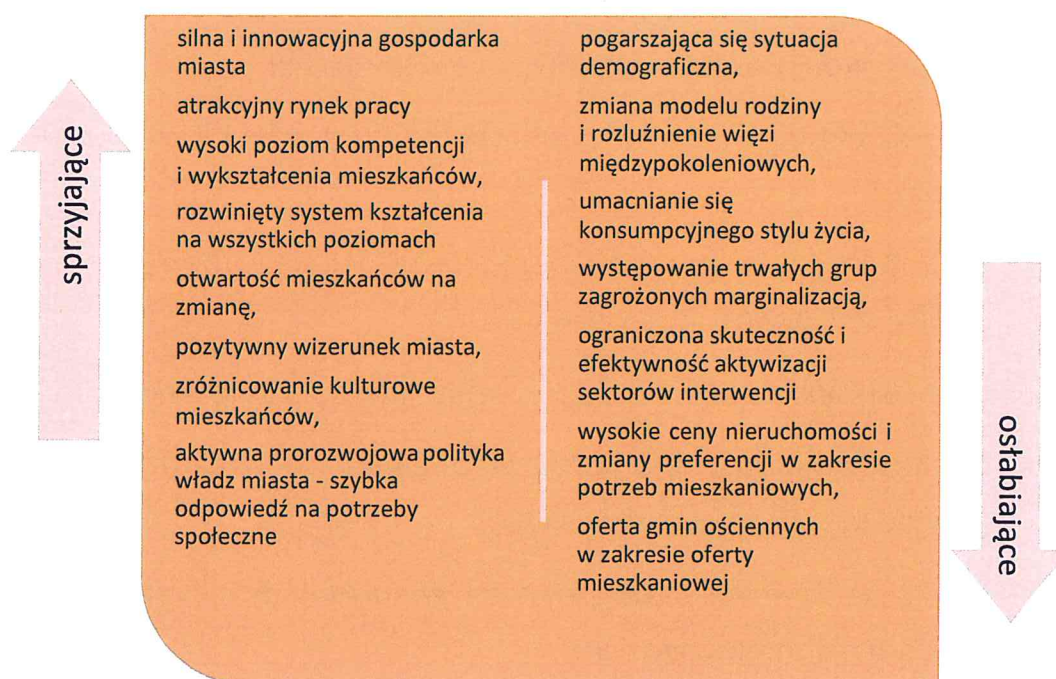 sprzyjające
silna i innowacyjna gospodarka
miasta
atrakcyjny rynek pracy
wysoki poziom kompetencji
i wykształcenia mieszkańców,
rozwinięty system kształcenia
na wszystkich poziomach
otwartość mieszkańców na
zmianę,
pozytywny wizerunek miasta,
zróżnicowanie kulturowe
mieszkańców,
aktywna prorozwojowa polityka
władz miasta - szybka
odpowiedź na potrzeby
społeczne
pogarszająca się sytuacja
demograficzna,
zmiana modelu rodziny
i rozluźnienie więzi
międzypokoleniowych,
umacnianie się
konsumpcyjnego stylu życia,
występowanie trwałych grup
zagrożonych marginalizacją,
ograniczona skuteczność i
efektywność aktywizacji
sektorów interwencji
wysokie ceny nieruchomości i
zmiany preferencji w zakresie
potrzeb mieszkaniowych,
oferta gmin ościennych
w zakresie oferty
mieszkaniowej
osłabiające